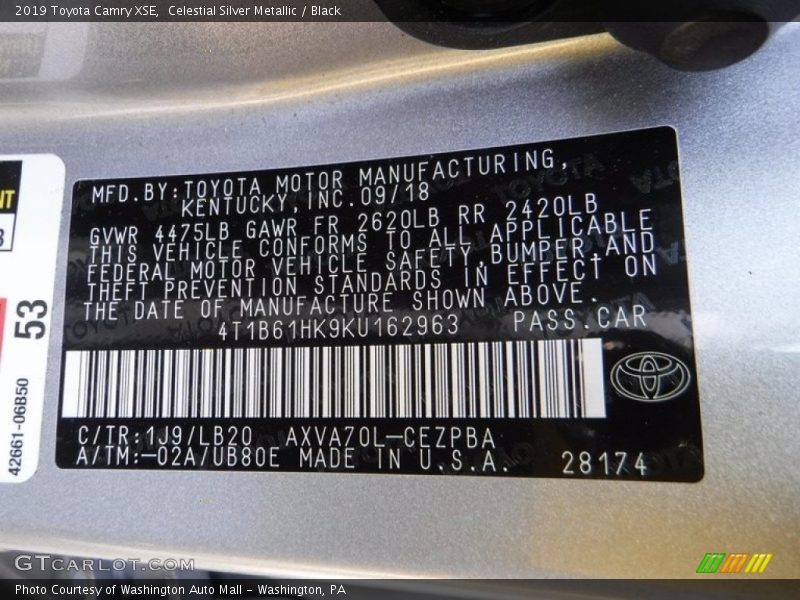 2019 Toyota Camry XSE,  Celestial Silver Metallic / Black
MFD.BY:TOYOTA MOTOR MANUFACTURING,
KENTUCKY,INC.09/18
GVWR 4475LB GAWR FR 2620LB RR 2420LB
THIS VEHICLE CONFORMS TO ALL APPLICABLE
FEDERAL MOTOR VEHICLE SAFETY,BUMPER,AND
THEFT PREVENTION STANDARDS IN EFFECT ON
THE DATE OF MANUFACTURE SHOWN ABOVE.
4T1B61HK9KU162963 PASS.CAR
C/TR:1J9/LB20 AXVA70L-CEZPBA
A/TM:-02A/UB80E MADE IN U.S.A. 28174
53
42661-06B50
GTCARLOT.COM
Photo Courtesy of Washington Auto Mall - Washington, PA